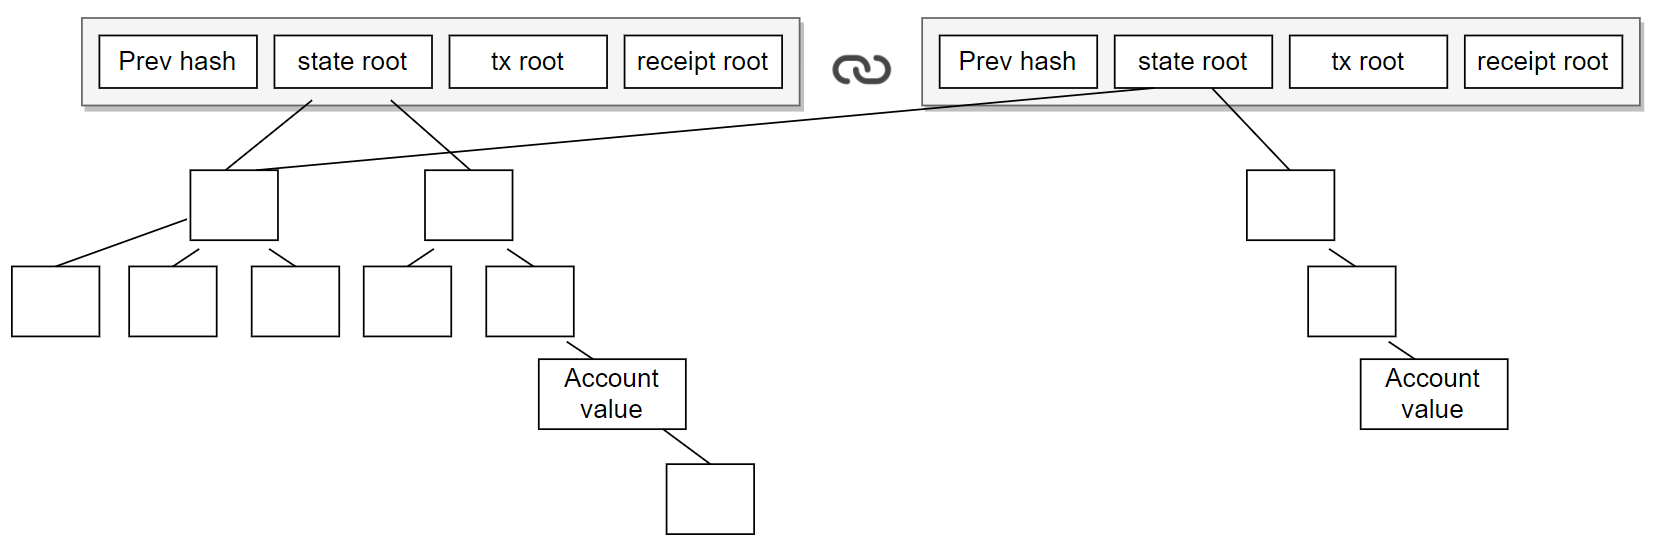 Prev hash
state root
tx root
receipt root
Prev hash
state root
tx root
receipt root
Account
value
Account
value